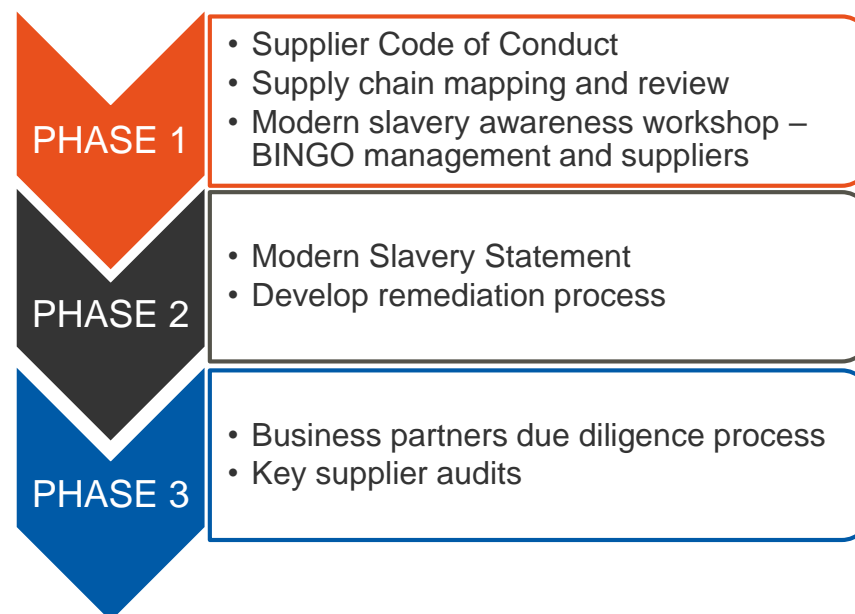 PHASE 1
• Supplier Code of Conduct
• Supply chain mapping and review
• Modern slavery awareness workshop –
BINGO management and suppliers
PHASE 2
• Modern Slavery Statement
• Develop remediation process
PHASE 3
• Business partners due diligence process
• Key supplier audits